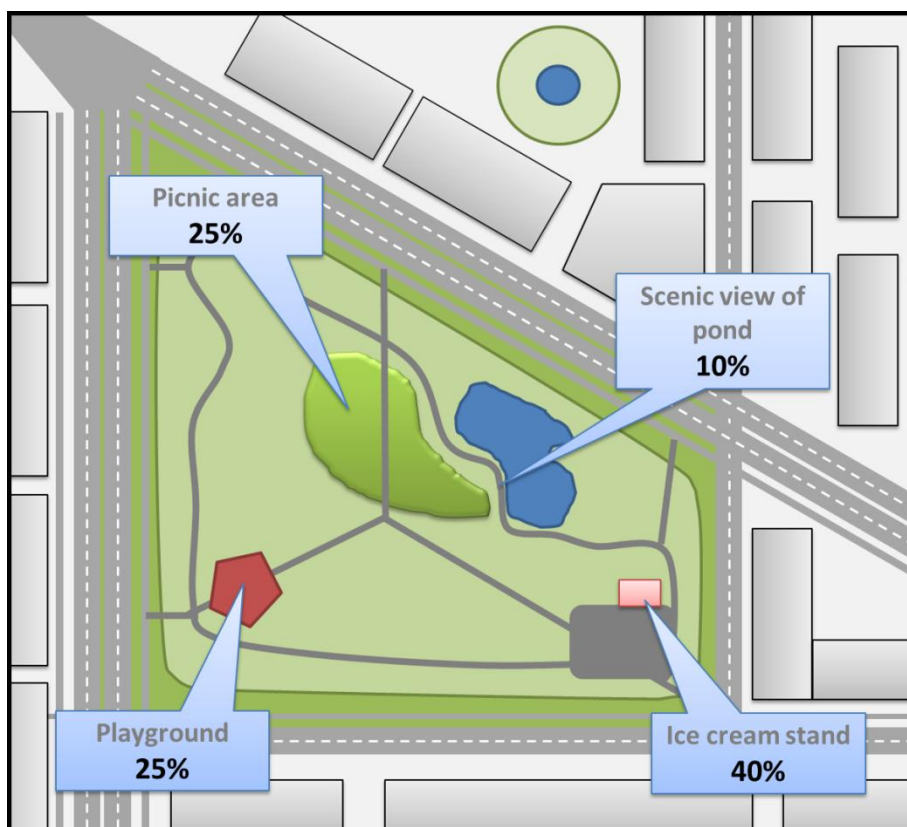 Picnic area
25%
Scenic view of
pond
10%
Playground
25%
Ice cream stand
40%